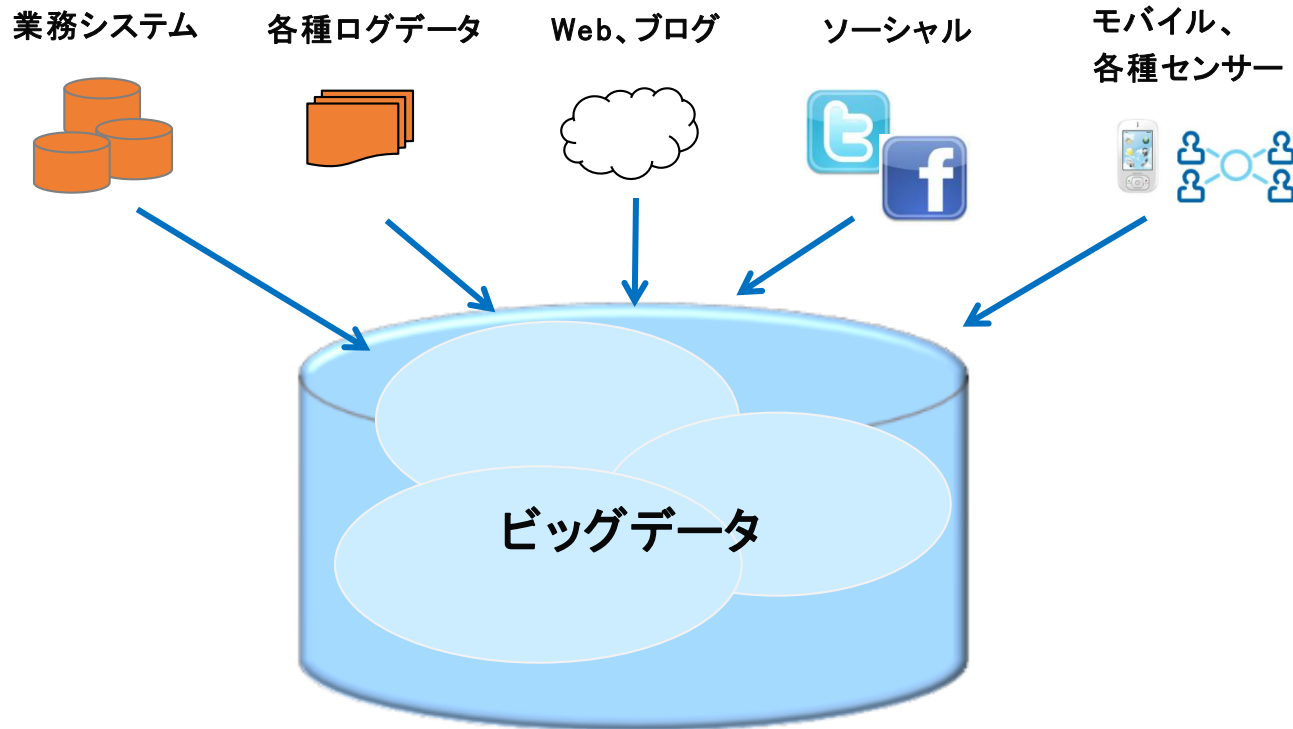 業務システム
各種ログデータ
Web、ブログ
ソーシャル
モバイル、
各種センサー
t
f
ビッグデータ